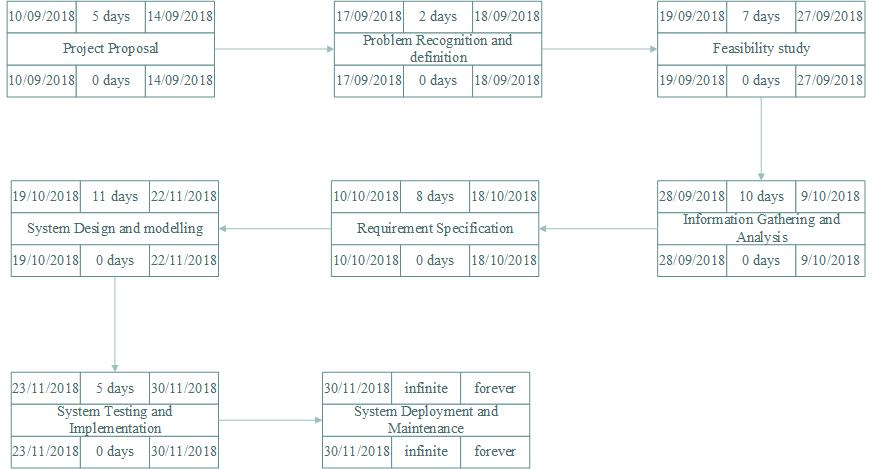 10/09/2018 5 days 14/09/2018
Project Proposal
10/09/2018 0 days 14/09/2018
17/09/2018 2 days 18/09/2018
Problem Recognition and
definition
17/09/2018 0 days 18/09/2018
19/09/2018 7 days 27/09/2018
Feasibility study
19/09/2018 0 days 27/09/2018
28/09/2018 10 days 9/10/2018
Information Gathering and
Analysis
28/09/2018 0 days 9/10/2018
10/10/2018 8 days 18/10/2018
Requirement Specification
10/10/2018 0 days 18/10/2018
19/10/2018 11 days 22/11/2018
System Design and modelling
19/10/2018 0 days 22/11/2018
23/11/2018 5 days 30/11/2018
System Testing and
Implementation
23/11/2018 0 days 30/11/2018
30/11/2018 infinite forever
System Deployment and
Maintenance
30/11/2018 infinite forever